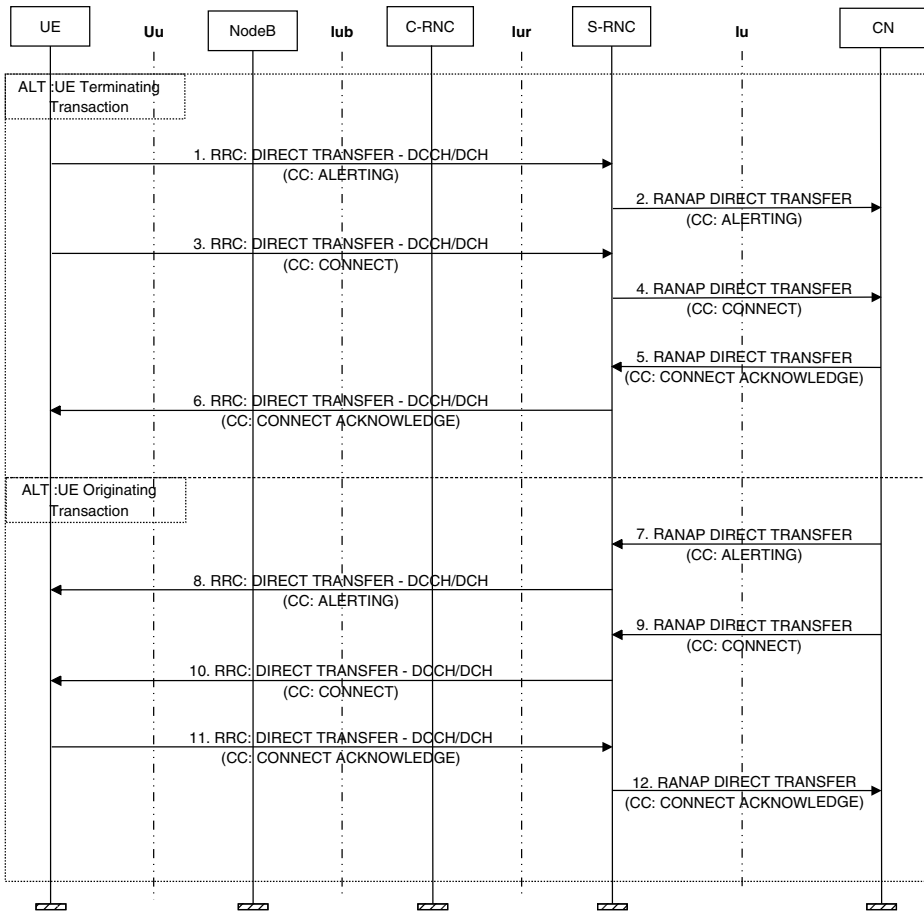 UE
Uu
NodeB
Iub
C-RNC
Iur
S-RNC
Iu
CN
ALT :UE Terminating
Transaction
1. RRC: DIRECT TRANSFER - DCCH/DCH
(CC: ALERTING)
2. RANAP DIRECT TRANSFER
(CC: ALERTING)
3. RRC: DIRECT TRANSFER - DCCH/DCH
(CC: CONNECT)
4. RANAP DIRECT TRANSFER
(CC: CONNECT)
5. RANAP DIRECT TRANSFER
(CC: CONNECT ACKNOWLEDGE)
6. RRC: DIRECT TRANSFER - DCCH/DCH
(CC: CONNECT ACKNOWLEDGE)
ALT :UE Originating
Transaction
7. RANAP DIRECT TRANSFER
(CC: ALERTING)
8. RRC: DIRECT TRANSFER - DCCH/DCH
(CC: ALERTING)
9. RANAP DIRECT TRANSFER
(CC: CONNECT)
10. RRC: DIRECT TRANSFER - DCCH/DCH
(CC: CONNECT)
11. RRC: DIRECT TRANSFER - DCCH/DCH
(CC: CONNECT ACKNOWLEDGE)
12. RANAP DIRECT TRANSFER
(CC: CONNECT ACKNOWLEDGE)